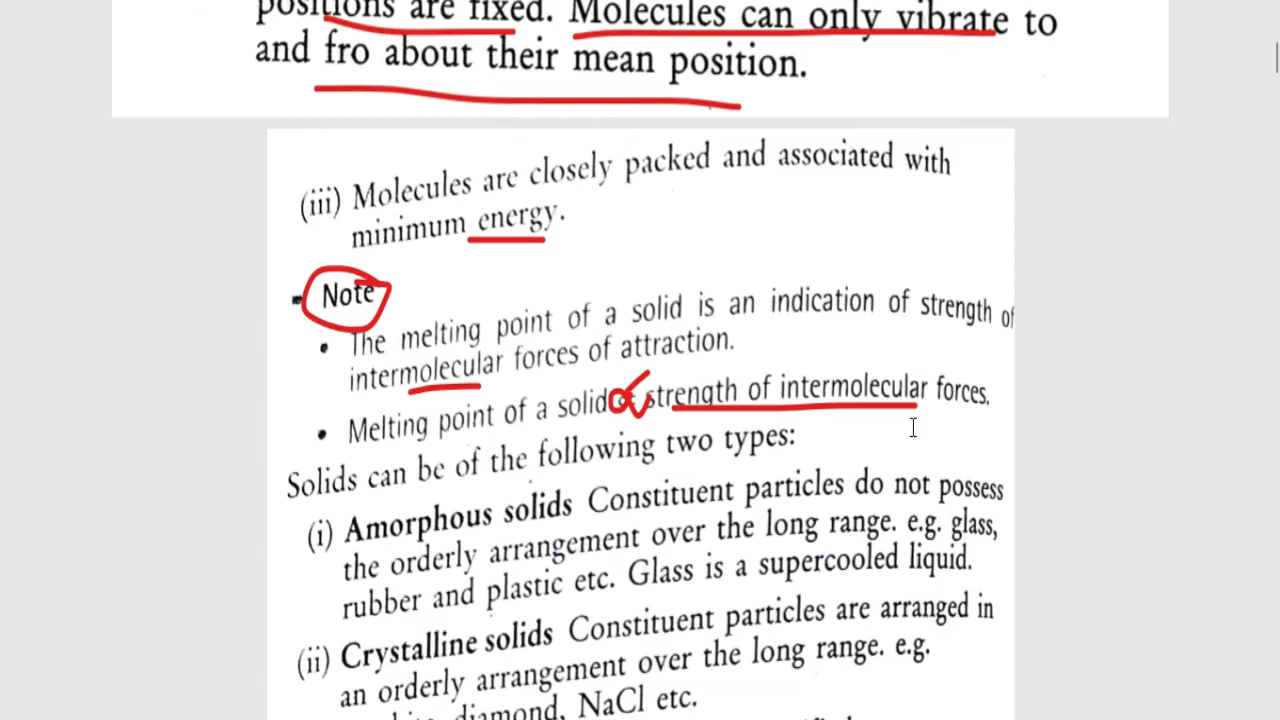 positions are fixed. Molecules can only vibrate to
and fro about their mean position.
(iii) Molecules are closely packed and associated with
minimum energy.
Note
• The melting point of a solid is an indication of strength of
intermolecular forces of attraction.
• Melting point of a solid ∝ strength of intermolecular forces.
Solids can be of the following two types:
(i) Amorphous solids Constituent particles do not possess
the orderly arrangement over the long range. e.g. glass,
rubber and plastic etc. Glass is a supercooled liquid.
(ii) Crystalline solids Constituent particles are arranged in
an orderly arrangement over the long range. e.g.
diamond, NaCl etc.